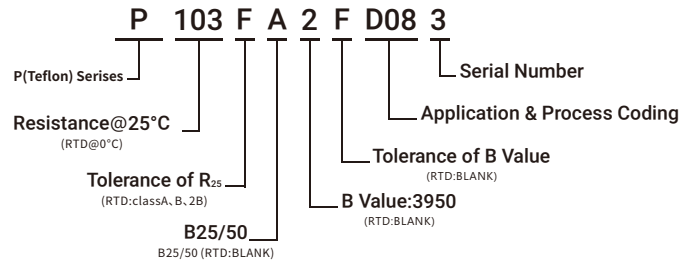 P 103 F A 2 F D08 3
P(Teflon) Serises
Serial Number
Resistance@25°C
(RTD@0°C)
Application & Process Coding
Tolerance of B Value
(RTD:BLANK)
Tolerance of R25
(RTD:classA、B、2B)
B Value:3950
(RTD:BLANK)
B25/50
B25/50 (RTD:BLANK)